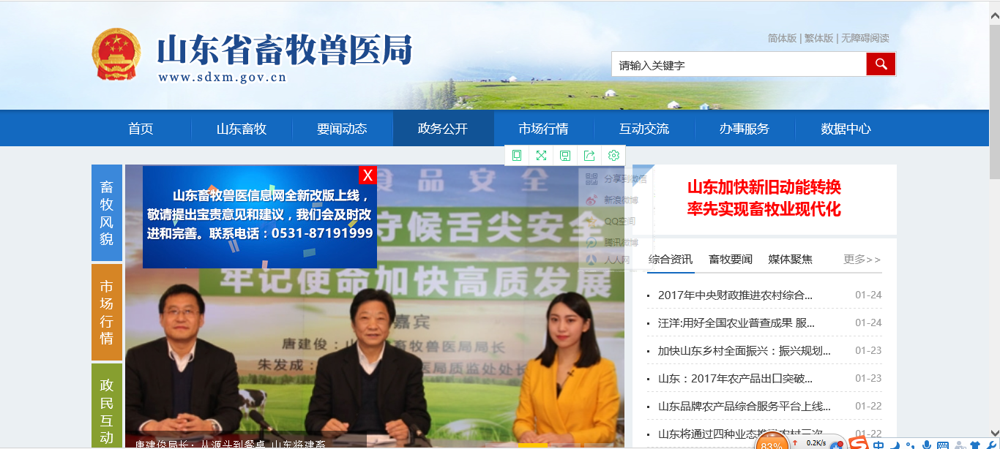 山东省畜牧兽医局
www.sdxm.gov.cn
简体版 | 繁体版 | 无障碍阅读
请输入关键字
首页 山东畜牧 要闻动态 政务公开 市场行情 互动交流 办事服务 数据中心
畜牧风貌
市场行情
政民互动
X
山东畜牧兽医信息网全新改版上线，
敬请提出宝贵意见和建议，我们会及时改
进和完善。联系电话：0531-87191999
食品安全
守候舌尖安全
牢记使命加快高质发展
嘉宾
唐建俊：山 畜牧兽医局局长
朱发成： 医局质监处处长
唐建俊局长：从源头到餐桌 山东将建畜
分享到微信
新浪微博
QQ空间
腾讯微博
人人网
山东加快新旧动能转换
率先实现畜牧业现代化
综合资讯 畜牧要闻 媒体聚焦 更多>>
2017年中央财政推进农村综合... 01-24
汪洋:用好全国农业普查成果 服... 01-24
加快山东乡村全面振兴：振兴规划... 01-23
山东：2017年农产品出口突破... 01-23
山东品牌农产品综合服务平台上线... 01-22
山东将通过四种业态推 农村三次 01-22
83%
0.2K/s
中